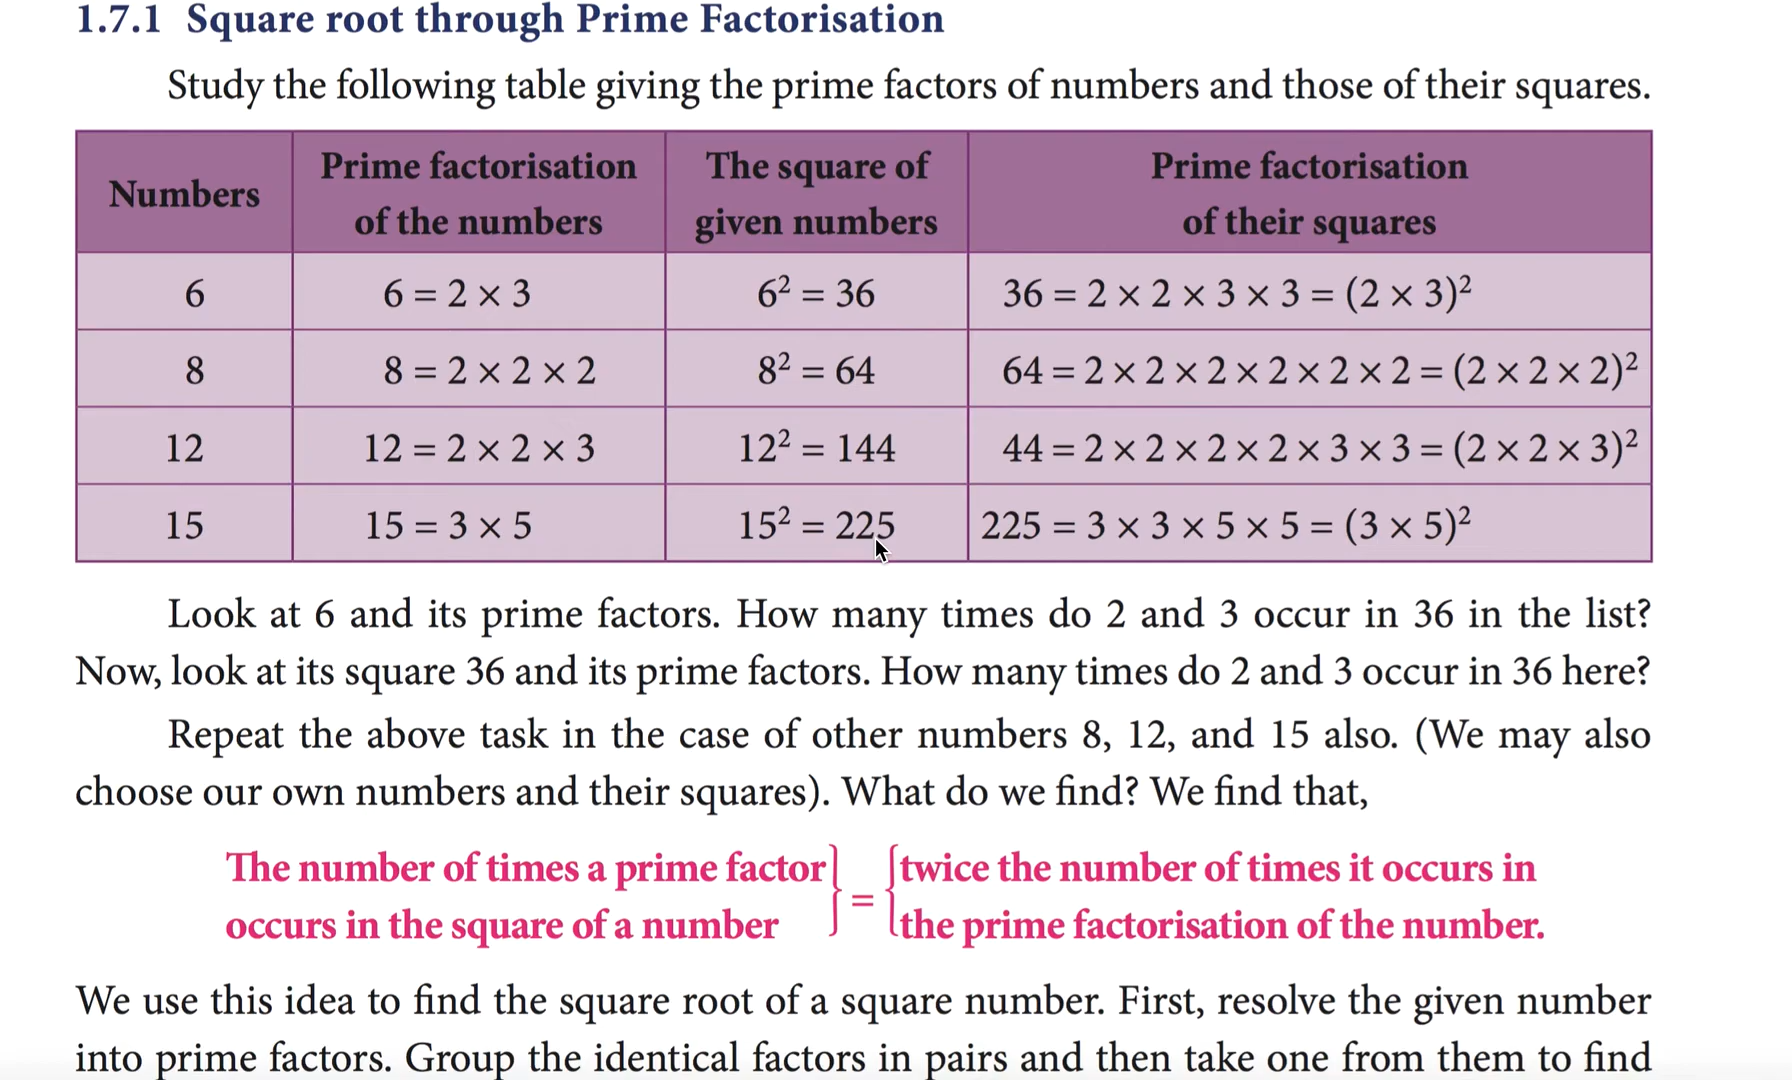 1.7.1 Square root through Prime Factorisation
Study the following table giving the prime factors of numbers and those of their squares.
Numbers
Prime factorisation
of the numbers
The square of
given numbers
Prime factorisation
of their squares
6
6 = 2 × 3
6² = 36
36 = 2 × 2 × 3 × 3 = (2 × 3)²
8
8 = 2 × 2 × 2
8² = 64
64 = 2 × 2 × 2 × 2 × 2 × 2 = (2 × 2 × 2)²
12
12 = 2 × 2 × 3
12² = 144
44 = 2 × 2 × 2 × 2 × 3 × 3 = (2 × 2 × 3)²
15
15 = 3 × 5
15² = 225
225 = 3 × 3 × 5 × 5 = (3 × 5)²
Look at 6 and its prime factors. How many times do 2 and 3 occur in 36 in the list?
Now, look at its square 36 and its prime factors. How many times do 2 and 3 occur in 36 here?
Repeat the above task in the case of other numbers 8, 12, and 15 also. (We may also
choose our own numbers and their squares). What do we find? We find that,
The number of times a prime factor
occurs in the square of a number
=
twice the number of times it occurs in
the prime factorisation of the number.
We use this idea to find the square root of a square number. First, resolve the given number
into prime factors. Group the identical factors in pairs and then take one from them to find